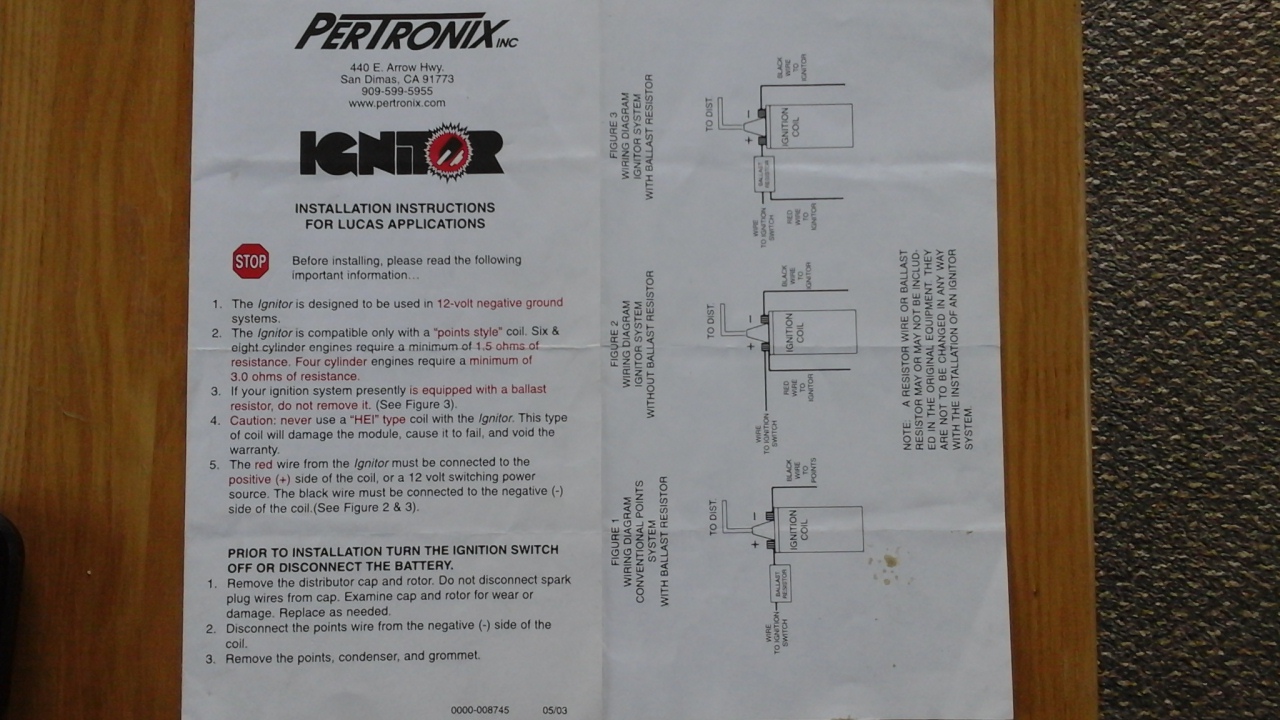 PERTRONIX INC
440 E. Arrow Hwy.
San Dimas, CA 91773
909-599-5955
www.pertronix.com
IGNITOR
INSTALLATION INSTRUCTIONS
FOR LUCAS APPLICATIONS
STOP
Before installing, please read the following
important information...
1. The Ignitor is designed to be used in 12-volt negative ground
systems.
2. The Ignitor is compatible only with a "points style" coil. Six &
eight cylinder engines require a minimum of 1.5 ohms of
resistance. Four cylinder engines require a minimum of
3.0 ohms of resistance.
3. If your ignition system presently is equipped with a ballast
resistor, do not remove it. (See Figure 3).
4. Caution: never use a "HEI" type coil with the Ignitor. This type
of coil will damage the module, cause it to fail, and void the
warranty.
5. The red wire from the Ignitor must be connected to the
positive (+) side of the coil, or a 12 volt switching power
source. The black wire must be connected to the negative (-)
side of the coil.(See Figure 2 & 3).
PRIOR TO INSTALLATION TURN THE IGNITION SWITCH
OFF OR DISCONNECT THE BATTERY.
1. Remove the distributor cap and rotor. Do not disconnect spark
plug wires from cap. Examine cap and rotor for wear or
damage. Replace as needed.
2. Disconnect the points wire from the negative (-) side of the
coil.
3. Remove the points, condenser, and grommet.
0000-008745 05/03
FIGURE 1
WIRING DIAGRAM
CONVENTIONAL POINTS
SYSTEM
WITH BALLAST RESISTOR
TO DIST.
+
−
IGNITION
COIL
BLACK
WIRE
TO
POINTS
BALLAST
RESISTOR
WIRE
TO IGNITION
SWITCH
FIGURE 2
WIRING DIAGRAM
IGNITOR SYSTEM
WITHOUT BALLAST RESISTOR
TO DIST.
+
−
IGNITION
COIL
BLACK
WIRE
TO
IGNITOR
RED
WIRE
TO
IGNITOR
WIRE
TO IGNITION
SWITCH
FIGURE 3
WIRING DIAGRAM
IGNITOR SYSTEM
WITH BALLAST RESISTOR
TO DIST.
+
−
IGNITION
COIL
BLACK
WIRE
TO
IGNITOR
BALLAST
RESISTOR
WIRE
TO IGNITION
SWITCH
RED
WIRE
TO
IGNITOR
NOTE: A RESISTOR WIRE OR BALLAST
RESISTOR MAY OR MAY NOT BE INCLUD-
ED IN THE ORIGINAL EQUIPMENT. THEY
ARE NOT TO BE CHANGED IN ANY WAY
WITH THE INSTALLATION OF AN IGNITOR
SYSTEM.